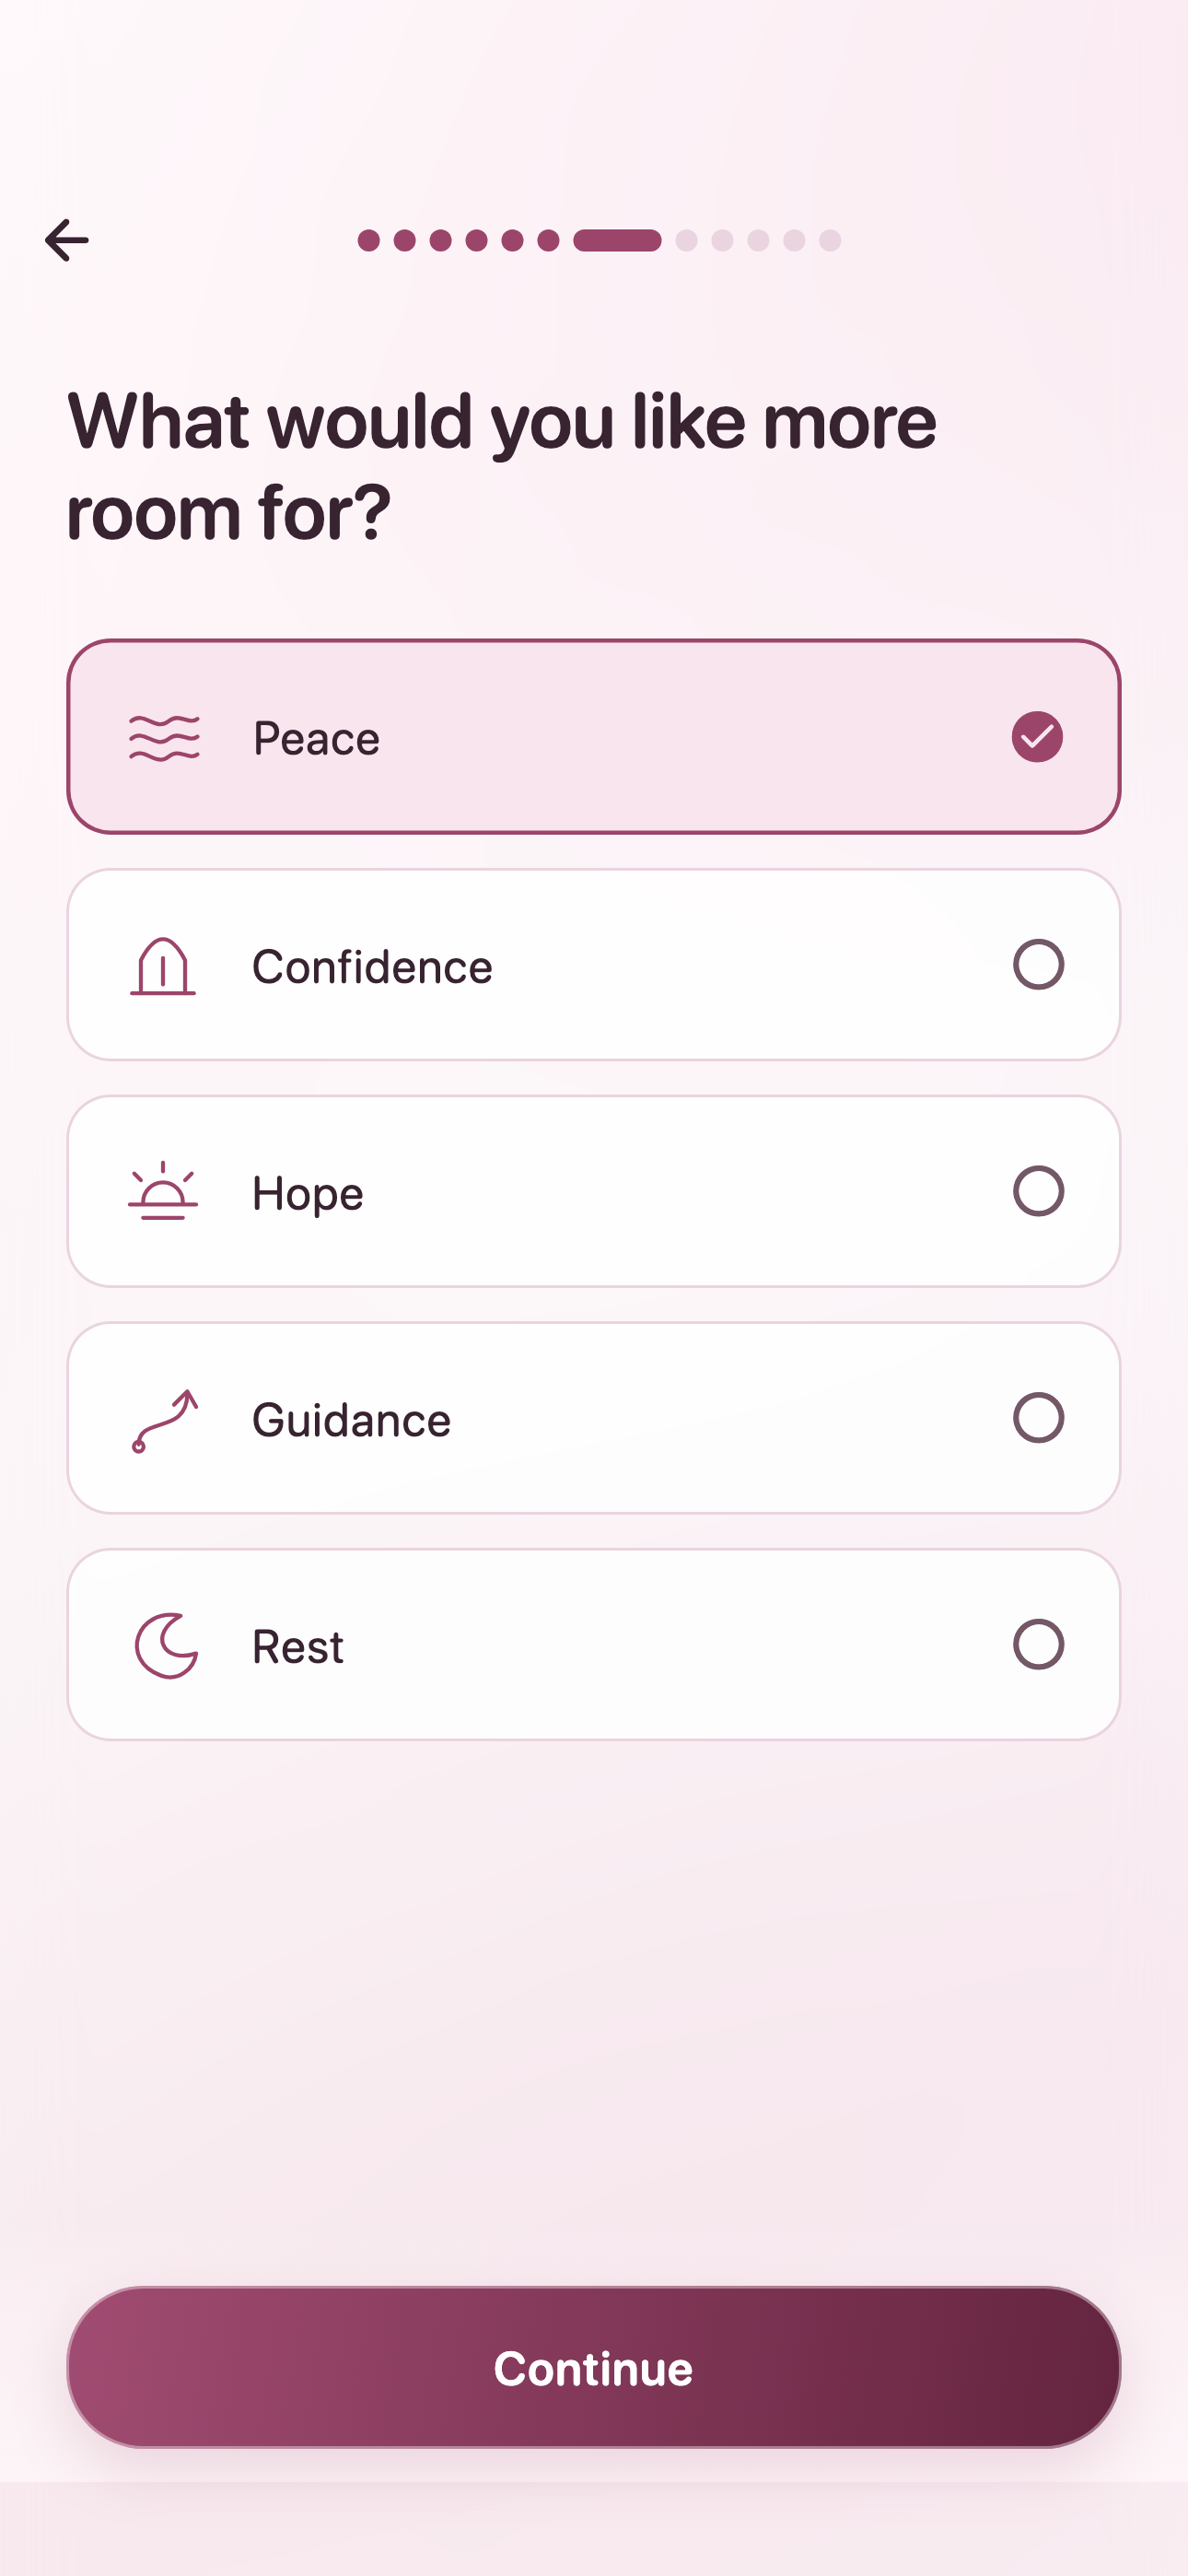 What would you like more
room for?
Peace
Confidence
Hope
Guidance
Rest
Continue